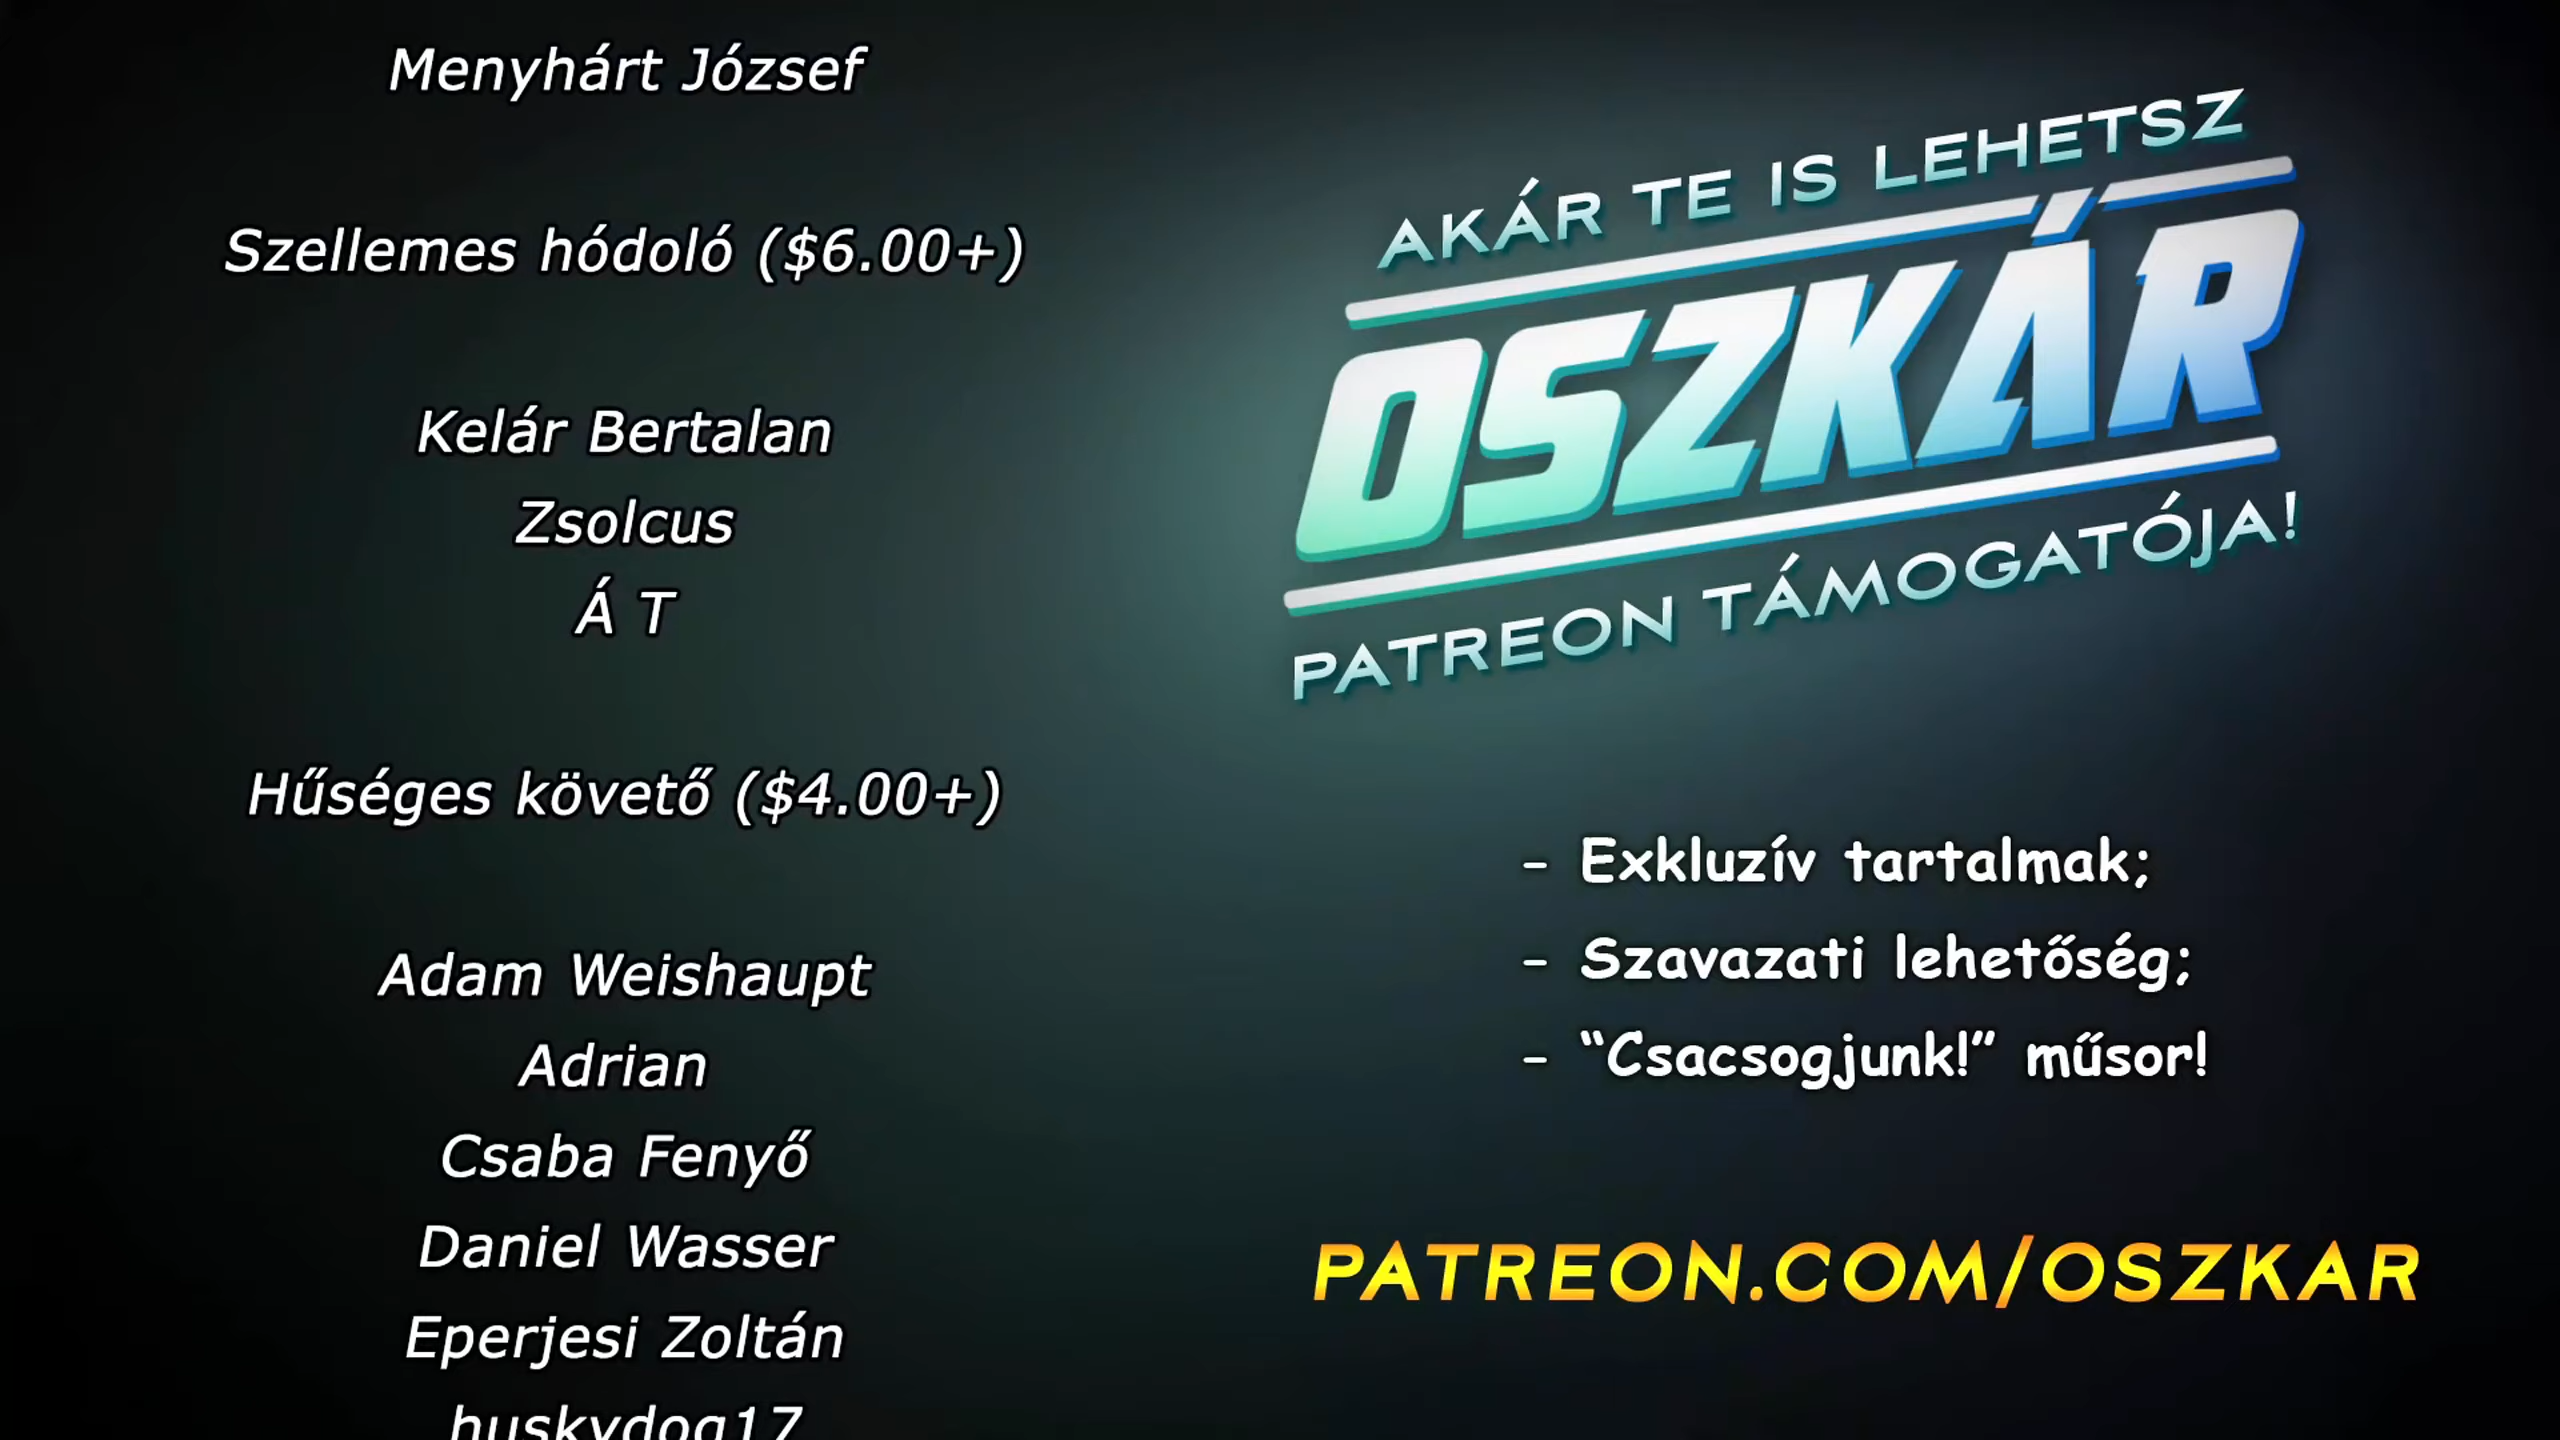 Menyhárt József
Szellemes hódoló ($6.00+)
Kelár Bertalan
Zsolcus
Á T
Hűséges követő ($4.00+)
Adam Weishaupt
Adrian
Csaba Fenyő
Daniel Wasser
Eperjesi Zoltán
huskydog17
AKÁR TE IS LEHETSZ
OSZKÁR
PATREON TÁMOGATÓJA!
- Exkluzív tartalmak;
- Szavazati lehetőség;
- “Csacsogjunk!” műsor!
PATREON.COM/OSZKAR